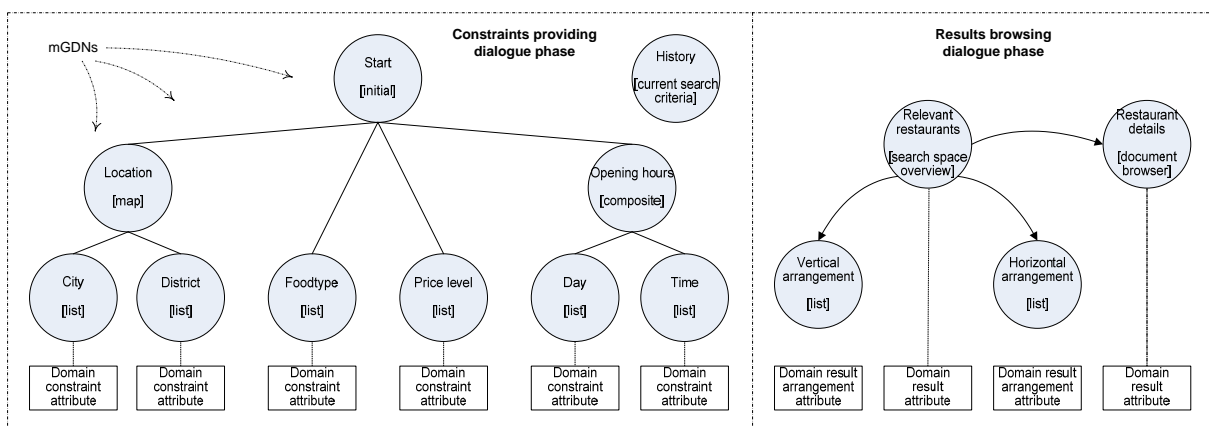 Constraints providing
dialogue phase
mGDNs
Start
[initial]
History
[current search
criteria]
Location
[map]
Opening hours
[composite]
City
[list]
District
[list]
Foodtype
[list]
Price level
[list]
Day
[list]
Time
[list]
Domain
constraint
attribute
Domain
constraint
attribute
Domain
constraint
attribute
Domain
constraint
attribute
Domain
constraint
attribute
Domain
constraint
attribute
Results browsing
dialogue phase
Relevant
restaurants
[search space
overview]
Restaurant
details
[document
browser]
Vertical
arrangement
[list]
Horizontal
arrangement
[list]
Domain result
arrangement
attribute
Domain
result
attribute
Domain result
arrangement
attribute
Domain
result
attribute